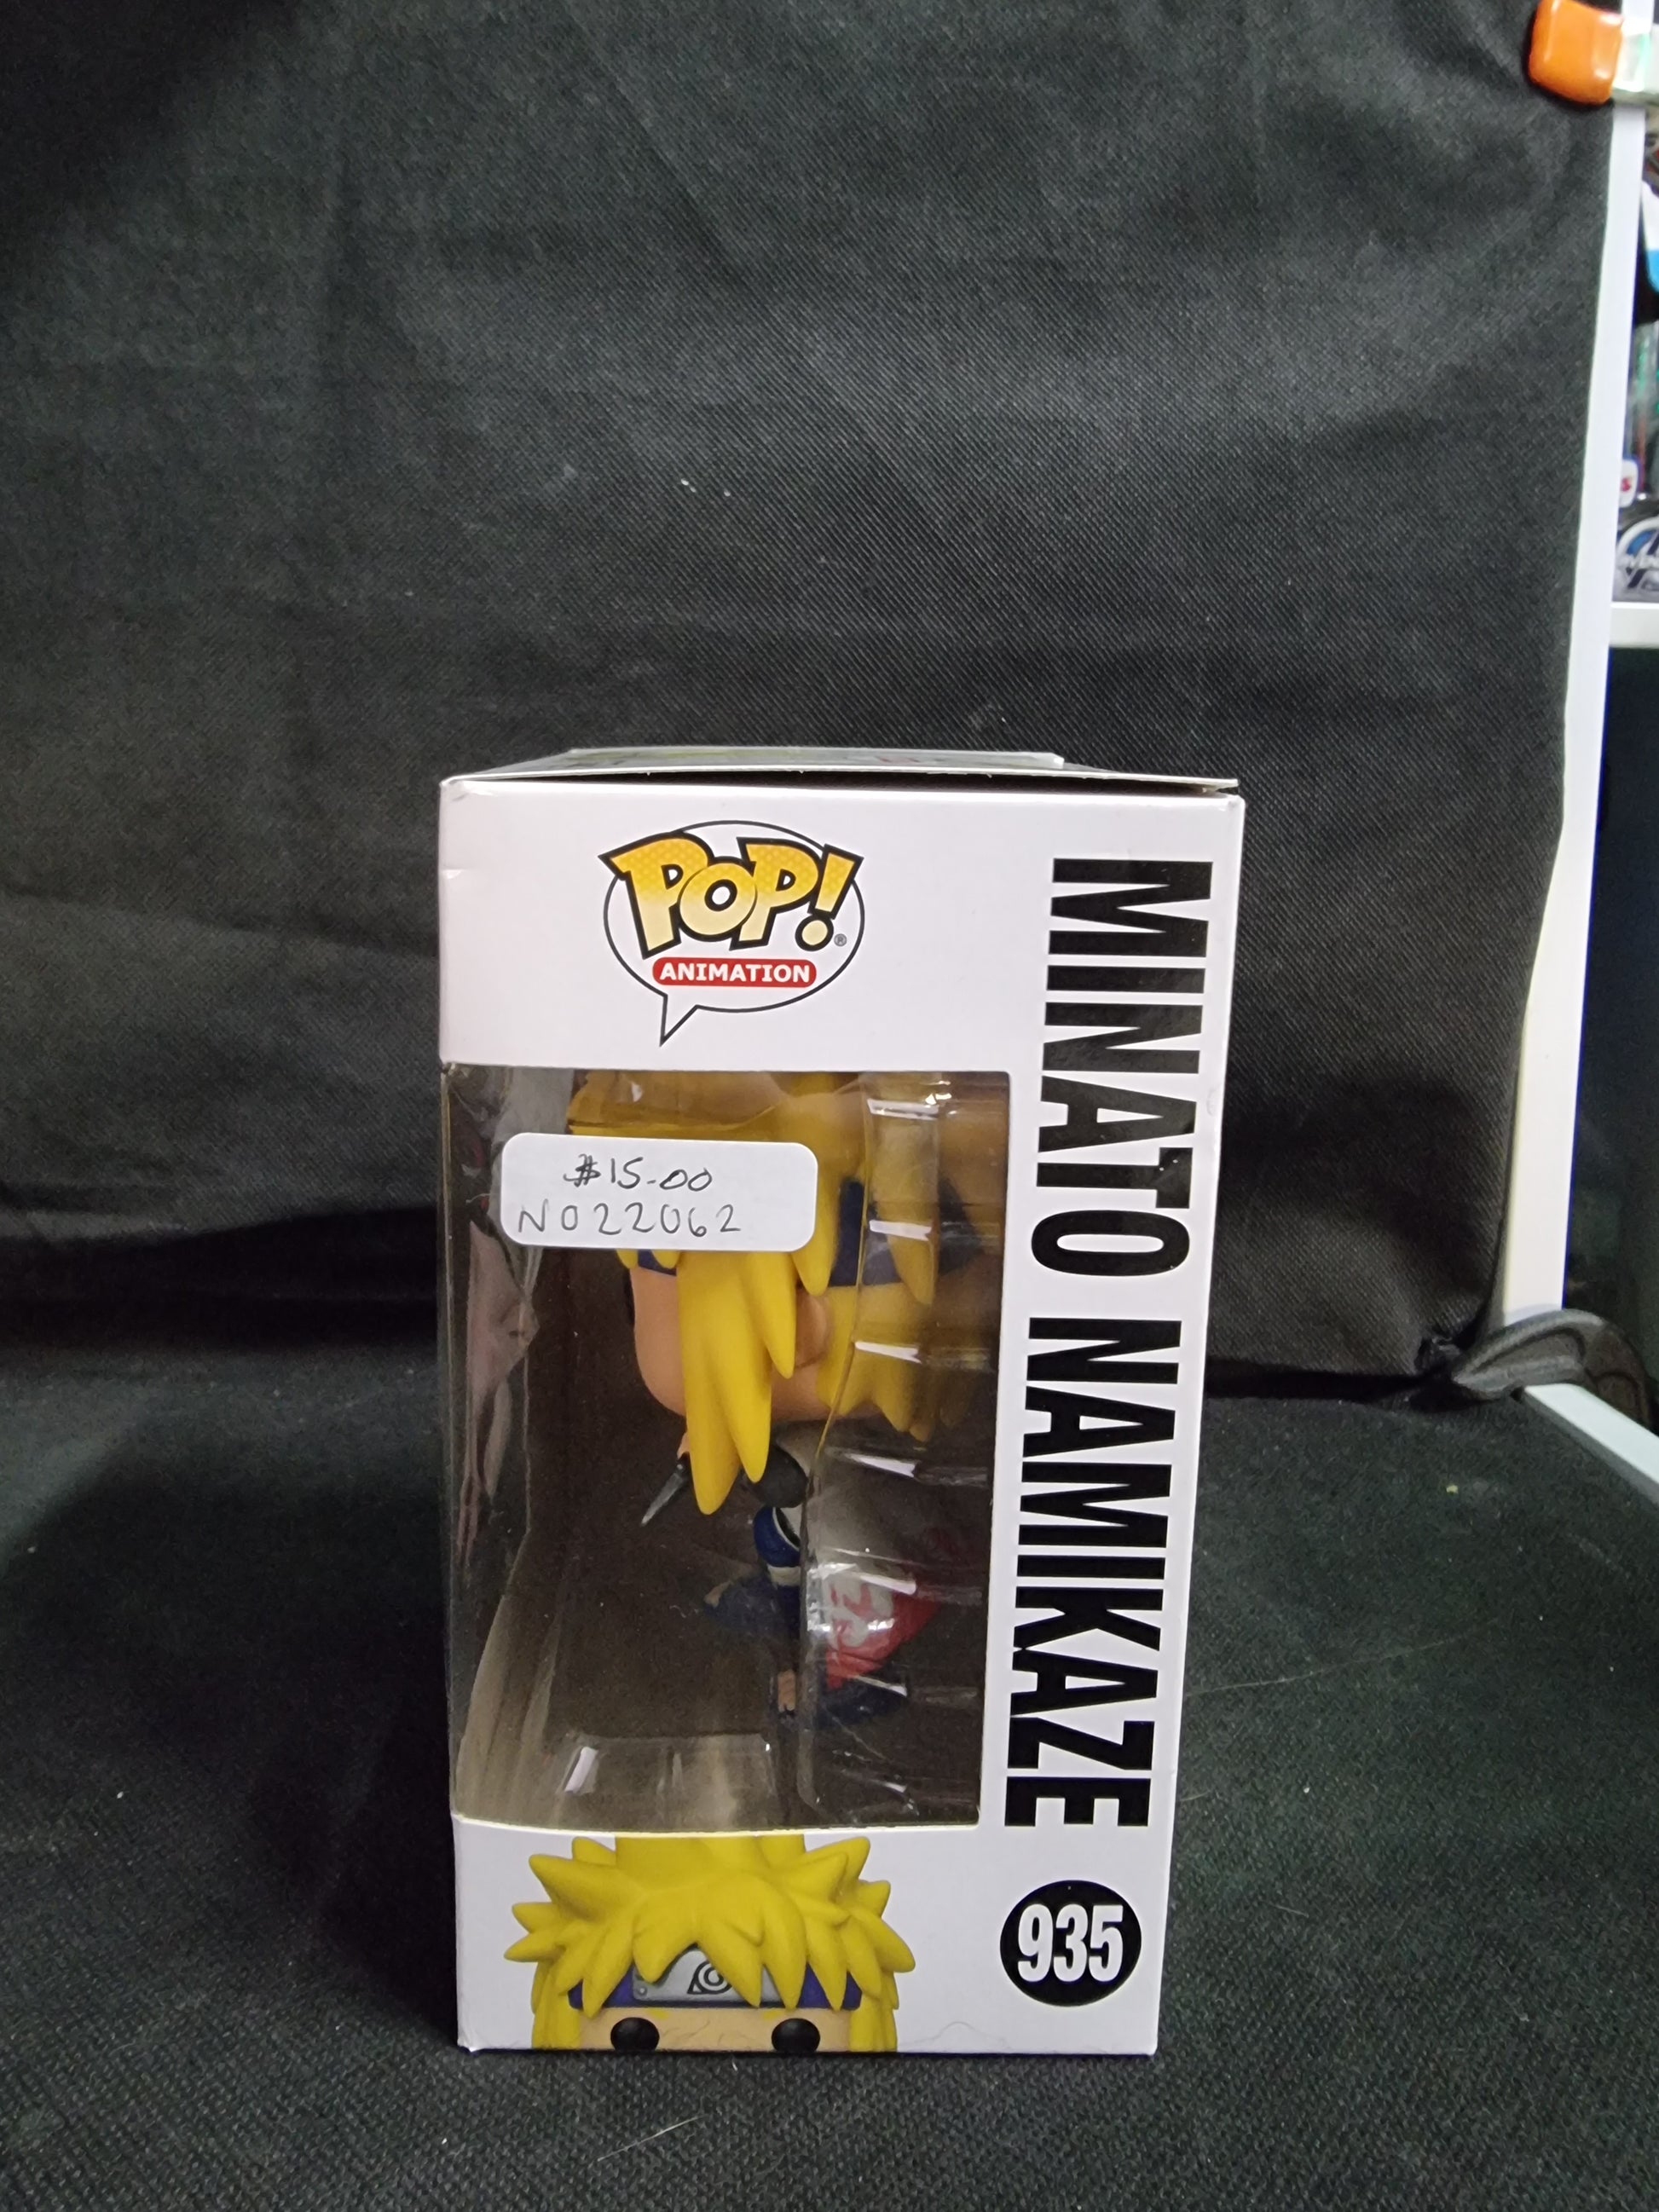 POP!
ANIMATION
MINATO NAMIKAZE
$15.00
N022062
935